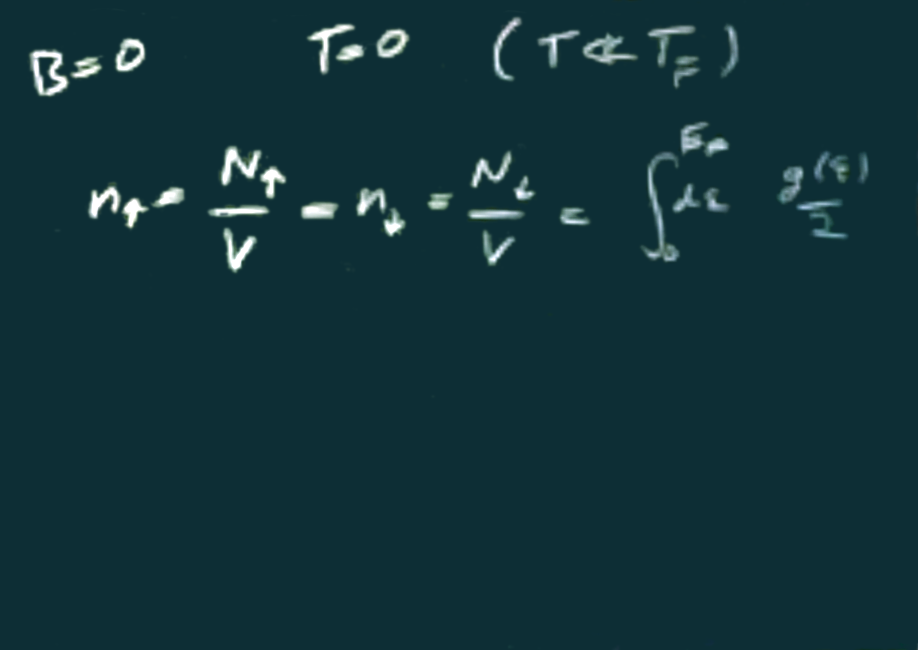 B=0 T=0 (T≪T_F)
n↑ = N↑/V = n↓ = N↓/V = ∫₀^{E_F} dε g(ε)/2